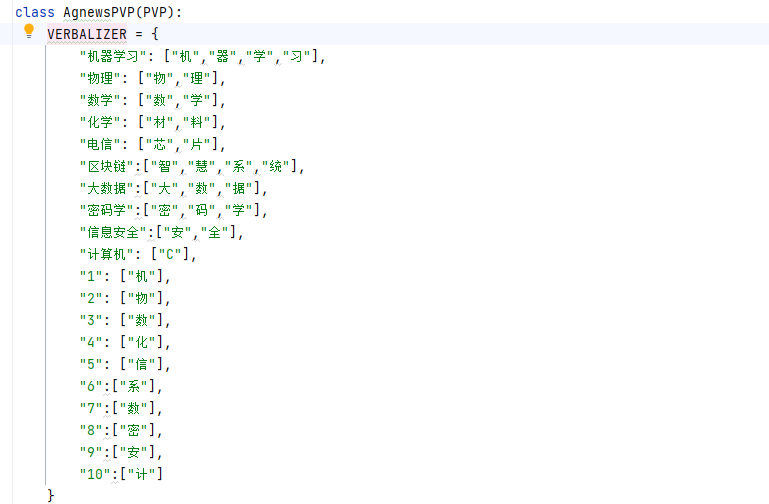 class AgnewsPVP(PVP):
VERBALIZER = {
"机器学习": ["机","器","学","习"],
"物理": ["物","理"],
"数学": ["数","学"],
"化学": ["材","料"],
"电信": ["芯","片"],
"区块链":["智","慧","系","统"],
"大数据":["大","数","据"],
"密码学":["密","码","学"],
"信息安全":["安","全"],
"计算机": ["C"],
"1": ["机"],
"2": ["物"],
"3": ["数"],
"4": ["化"],
"5": ["信"],
"6":["系"],
"7":["数"],
"8":["密"],
"9":["安"],
"10":["计"]
}